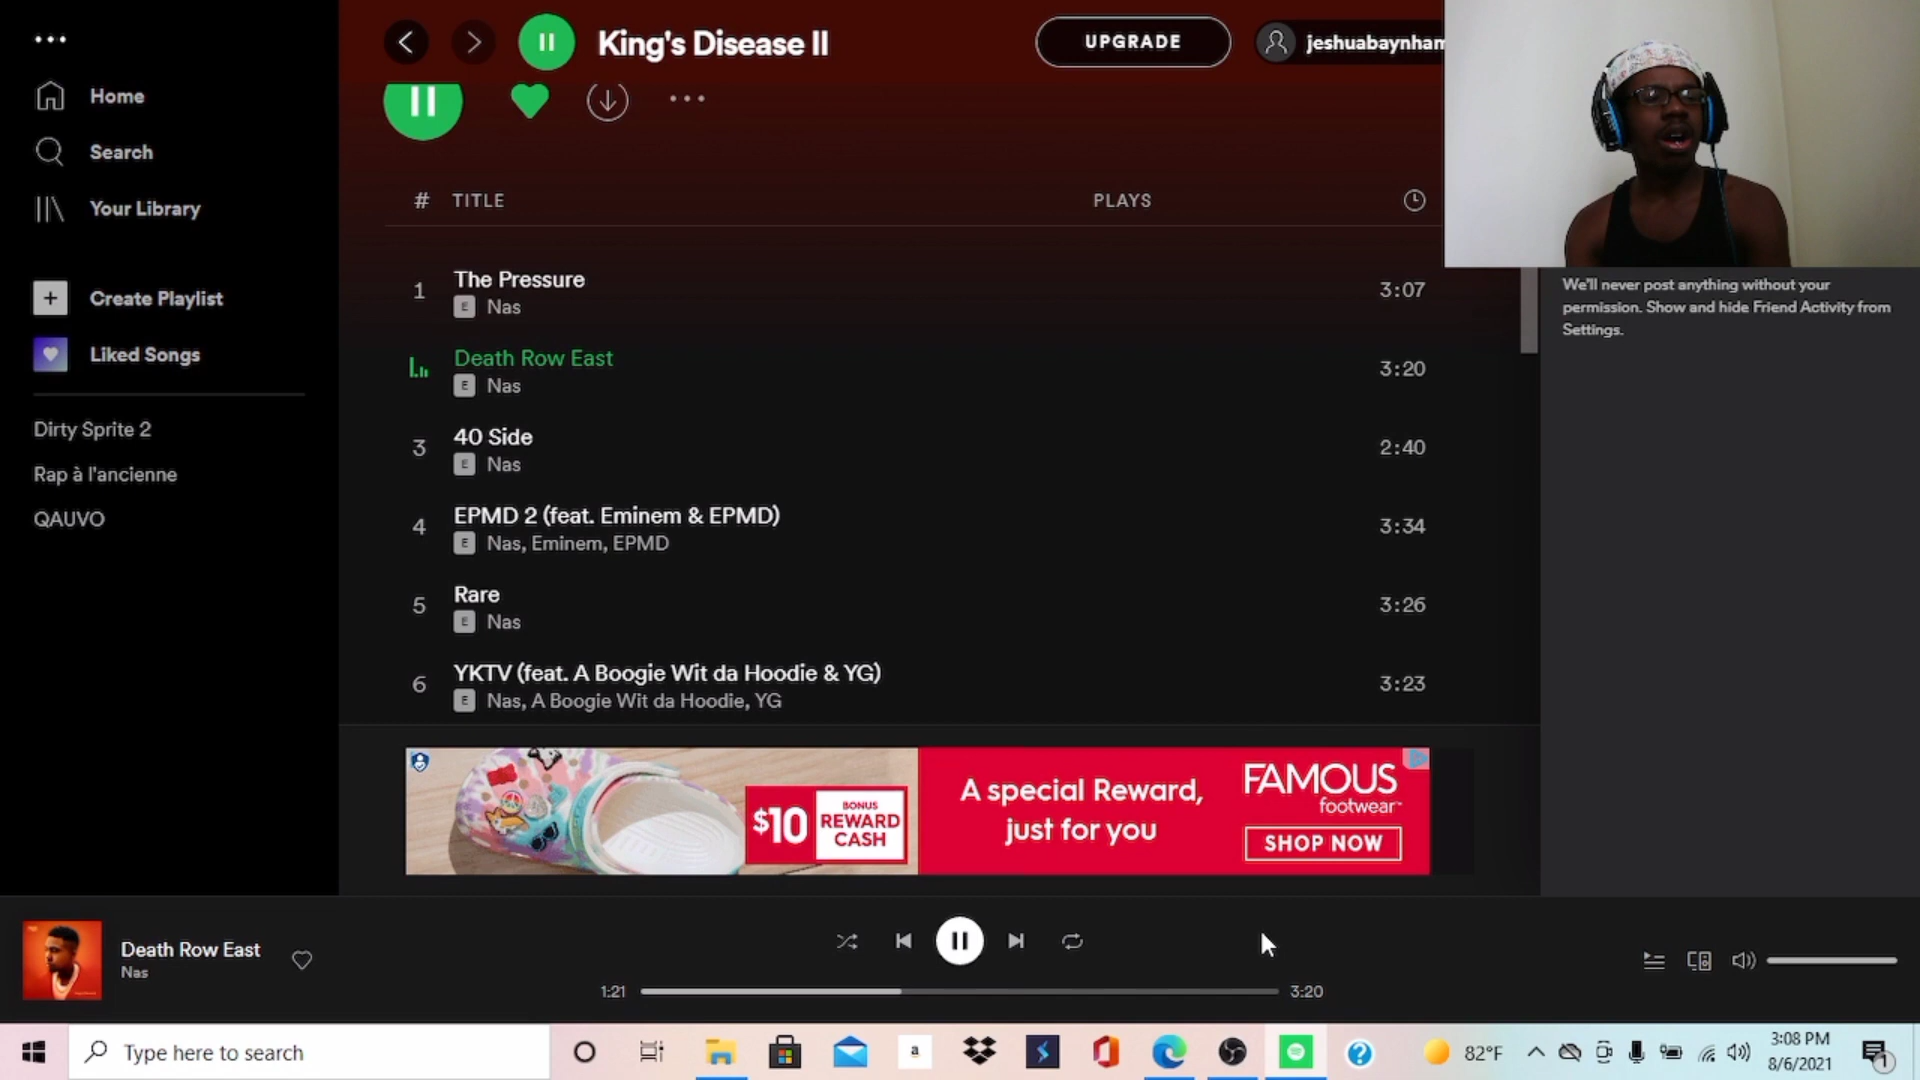 King's Disease II
UPGRADE
jeshuabaynham
Home
Search
Your Library
Create Playlist
Liked Songs
Dirty Sprite 2
Rap à l'ancienne
QAUVO
# TITLE PLAYS
1 The Pressure 3:07
E Nas
Death Row East 3:20
E Nas
3 40 Side 2:40
E Nas
4 EPMD 2 (feat. Eminem & EPMD) 3:34
E Nas, Eminem, EPMD
5 Rare 3:26
E Nas
6 YKTV (feat. A Boogie Wit da Hoodie & YG) 3:23
E Nas, A Boogie Wit da Hoodie, YG
We'll never post anything without your
permission. Show and hide Friend Activity from
Settings.
$10 BONUS
REWARD
CASH
A special Reward,
just for you
FAMOUS
footwear
SHOP NOW
Death Row East
Nas
1:21 3:20
Type here to search
a
82°F
3:08 PM
8/6/2021
1